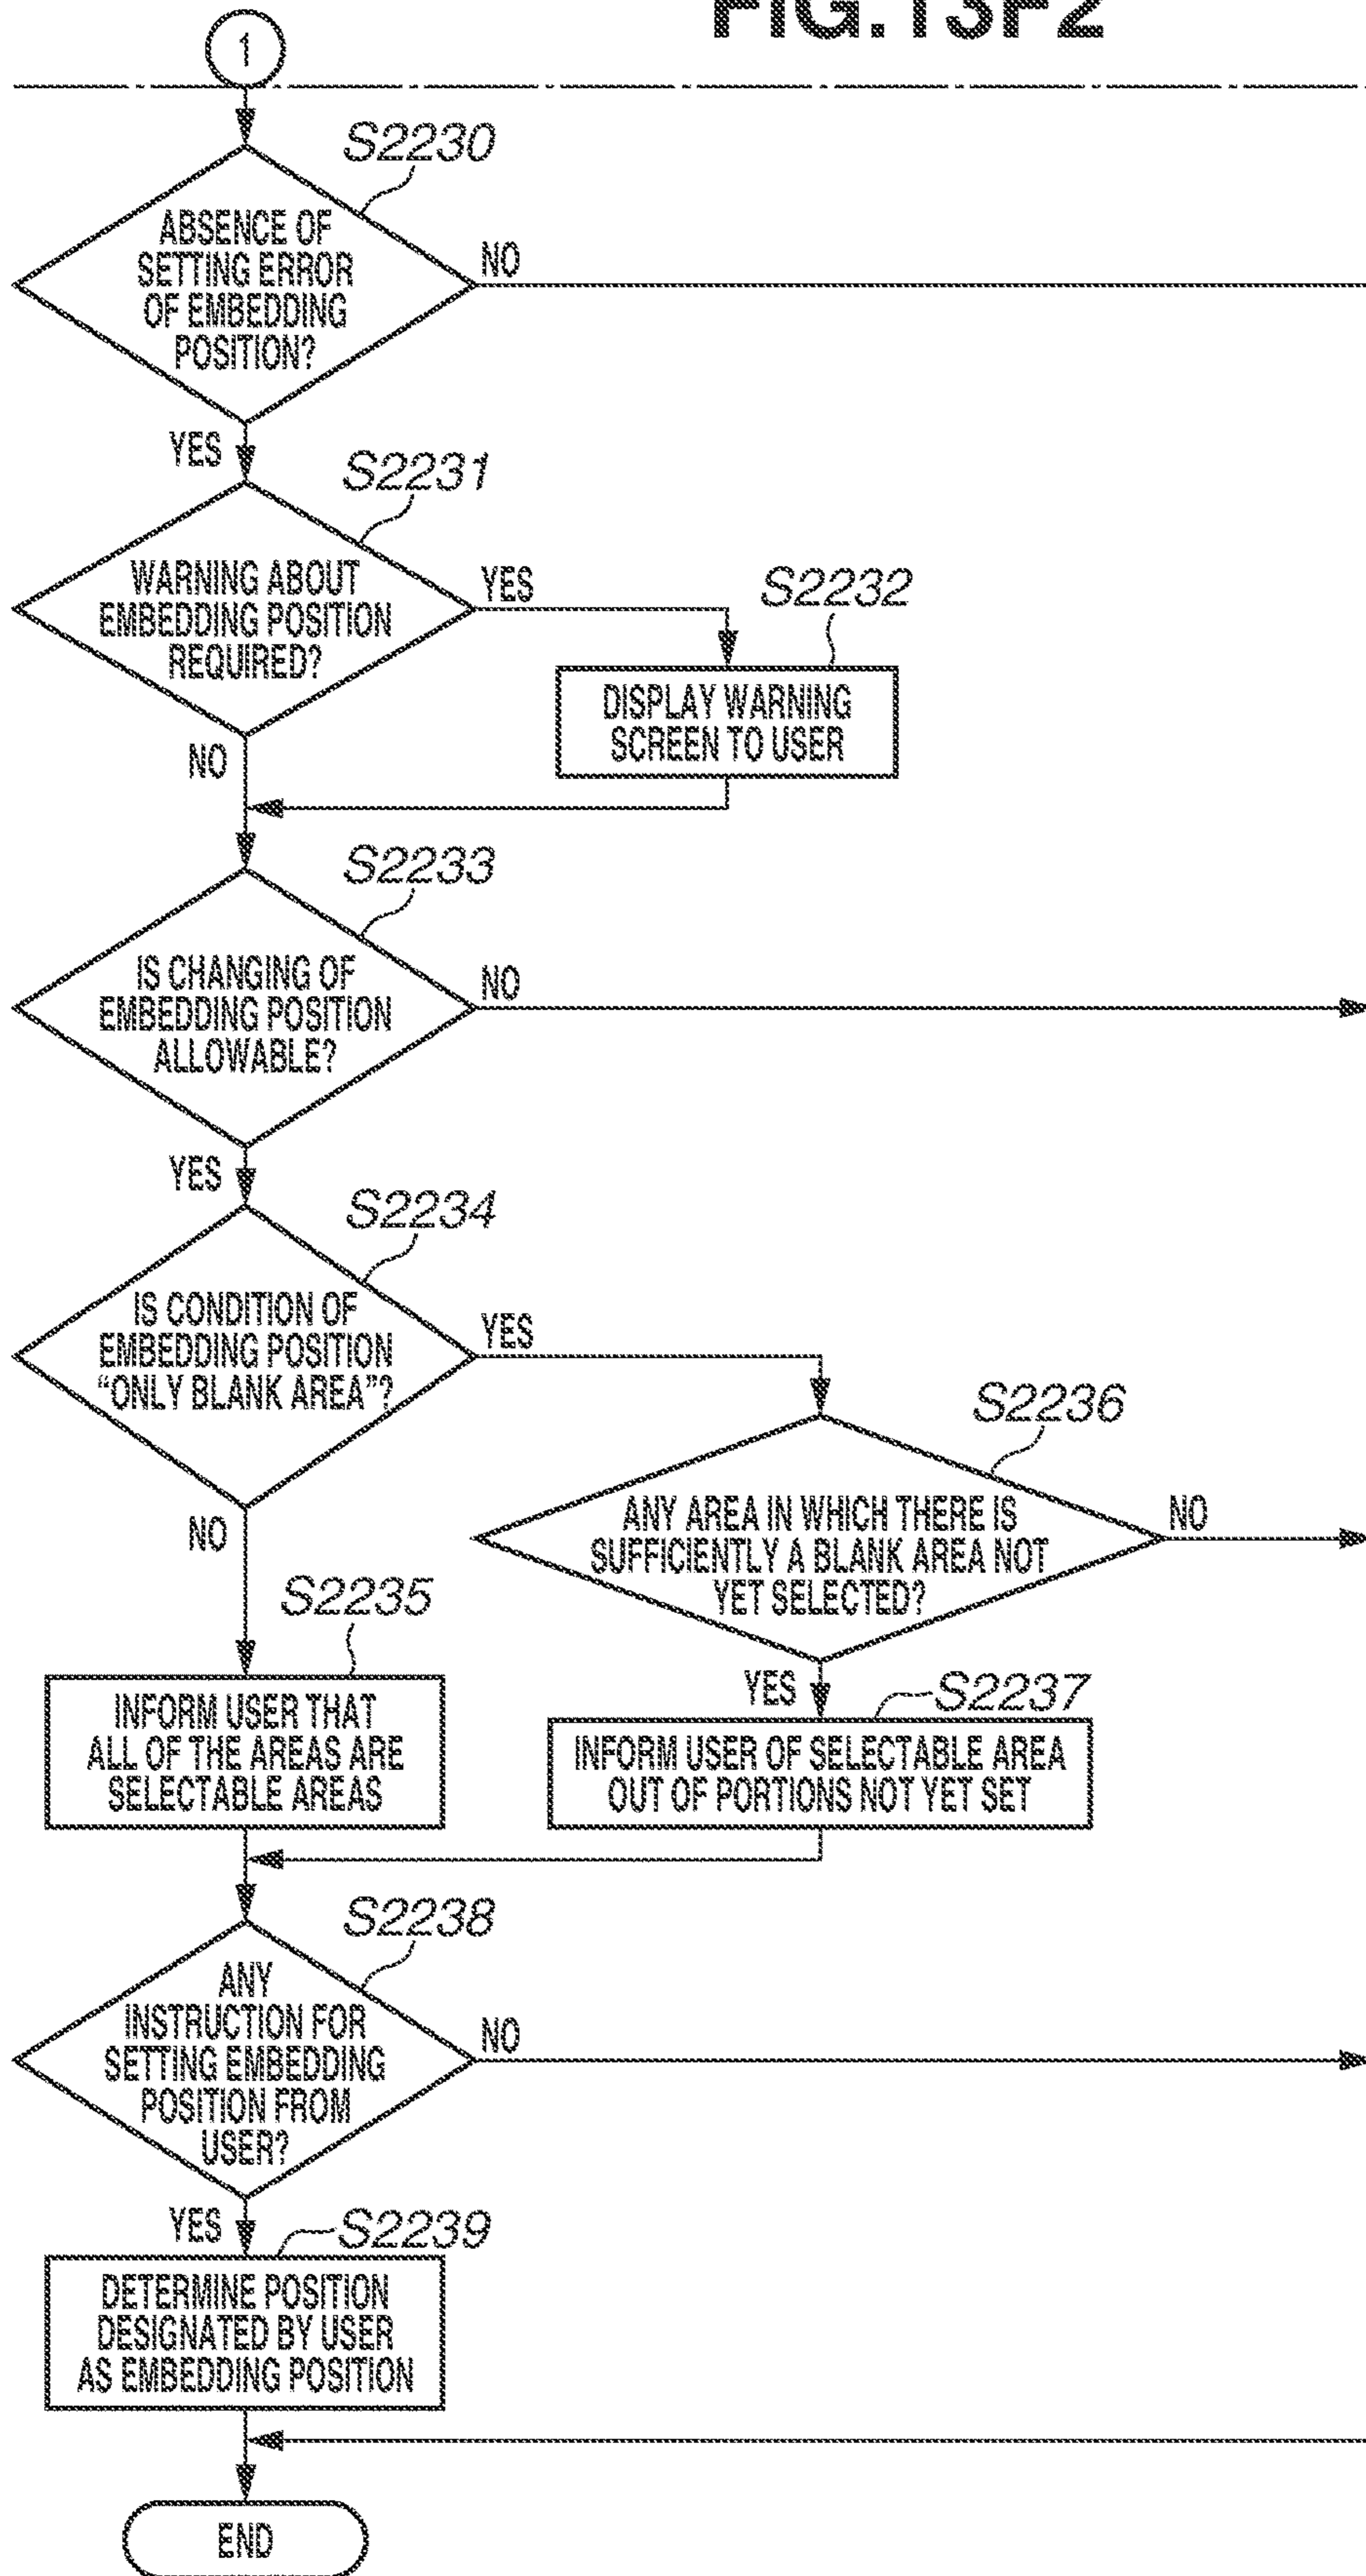 FIG.13F2
1
S2230
ABSENCE OF
SETTING ERROR
OF EMBEDDING
POSITION?
NO
YES
S2231
WARNING ABOUT
EMBEDDING POSITION
REQUIRED?
YES
S2232
DISPLAY WARNING
SCREEN TO USER
NO
S2233
IS CHANGING OF
EMBEDDING POSITION
ALLOWABLE?
NO
YES
S2234
IS CONDITION OF
EMBEDDING POSITION
“ONLY BLANK AREA”?
YES
S2236
ANY AREA IN WHICH THERE IS
SUFFICIENTLY A BLANK AREA NOT
YET SELECTED?
NO
NO
S2235
INFORM USER THAT
ALL OF THE AREAS ARE
SELECTABLE AREAS
YES
S2237
INFORM USER OF SELECTABLE AREA
OUT OF PORTIONS NOT YET SET
S2238
ANY
INSTRUCTION FOR
SETTING EMBEDDING
POSITION FROM
USER?
NO
YES
S2239
DETERMINE POSITION
DESIGNATED BY USER
AS EMBEDDING POSITION
END